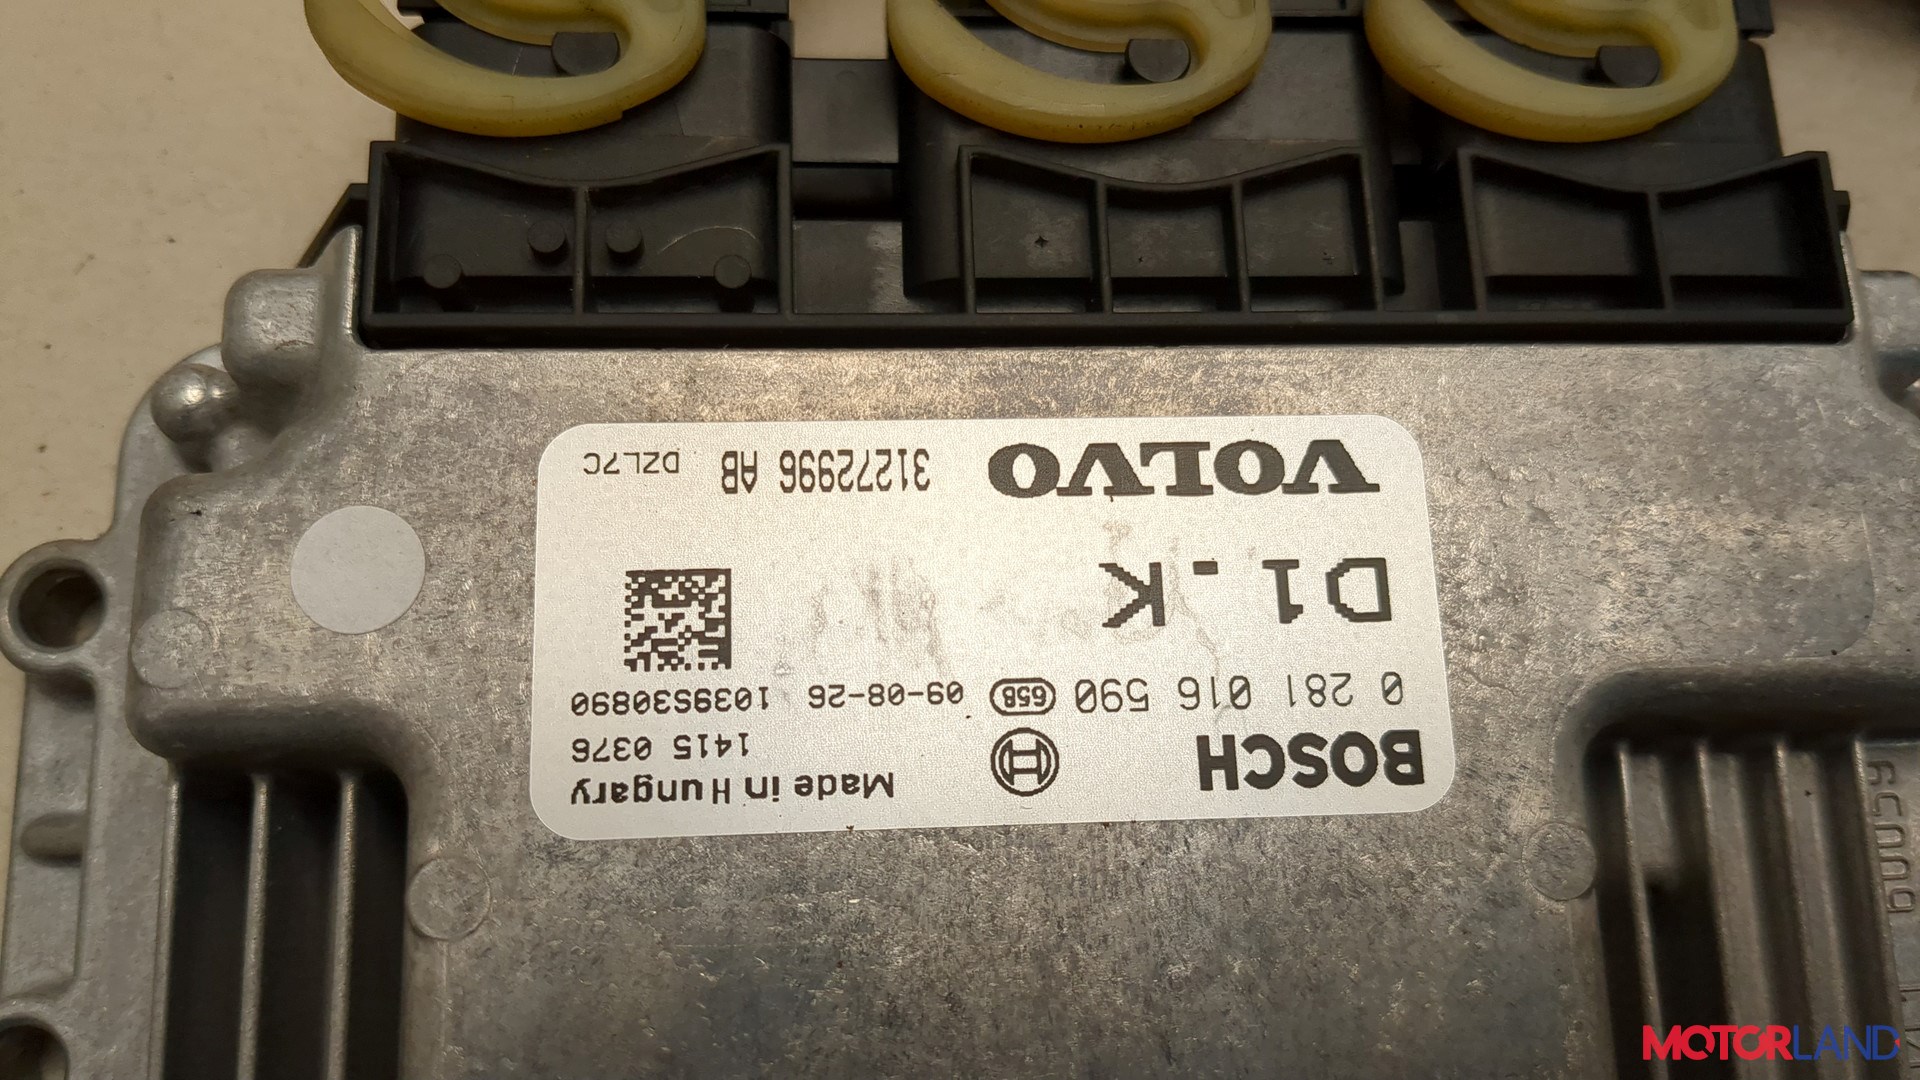 BOSCH Made in Hungary
1415 0376
0 281 016 590 65B 09-08-26 1039S30890
D1_K
VOLVO 31272996 AB DZL7C
MOTORLAND